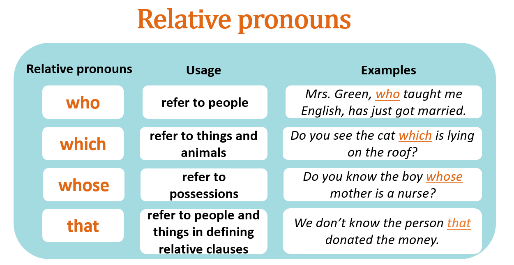 Relative pronouns
Relative pronouns Usage Examples
who
refer to people
Mrs. Green, who taught me
English, has just got married.
which
refer to things and
animals
Do you see the cat which is lying
on the roof?
whose
refer to
possessions
Do you know the boy whose
mother is a nurse?
that
refer to people and
things in defining
relative clauses
We don't know the person that
donated the money.